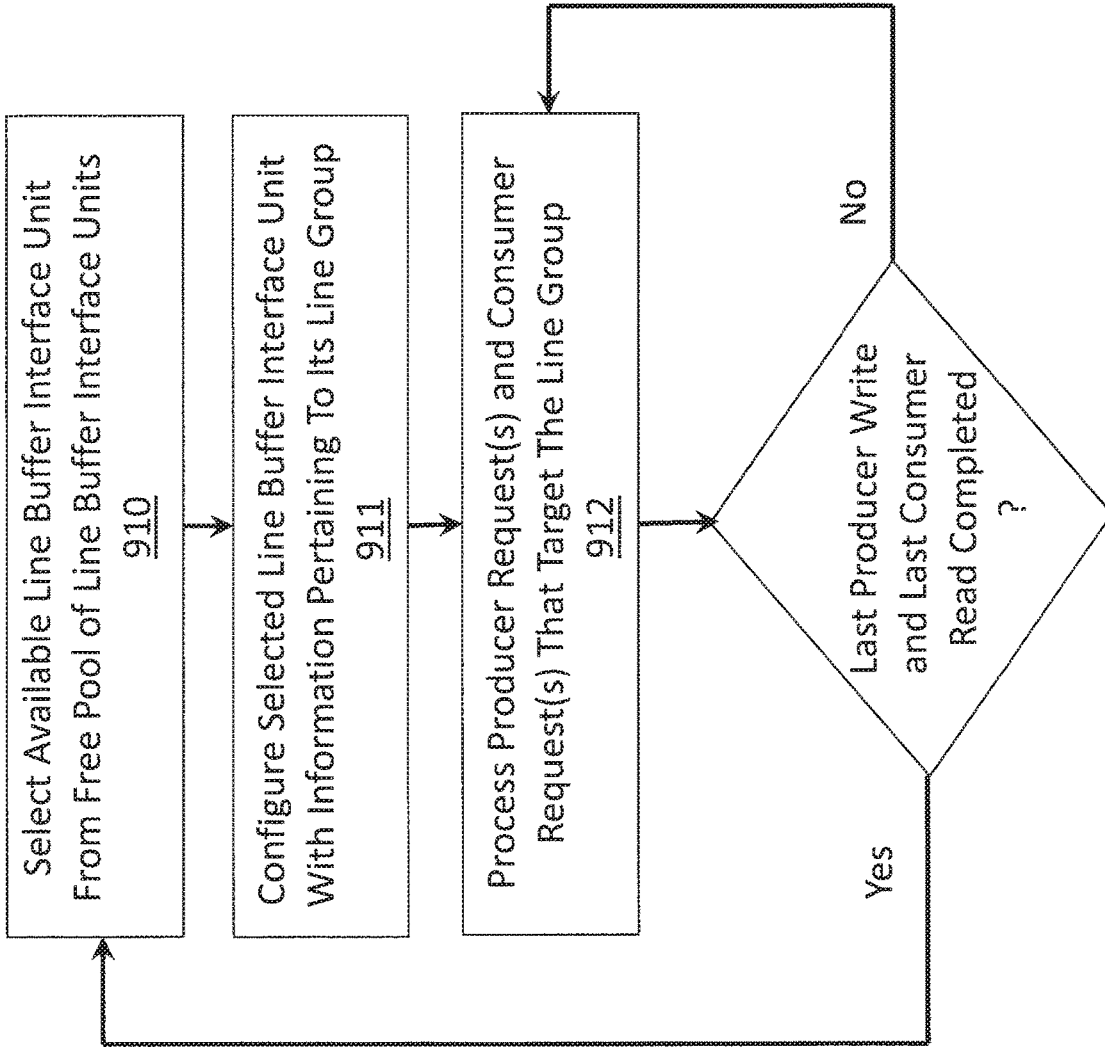 Select Available Line Buffer Interface Unit
From Free Pool of Line Buffer Interface Units
910
Configure Selected Line Buffer Interface Unit
With Information Pertaining To Its Line Group
911
Process Producer Request(s) and Consumer
Request(s) That Target The Line Group
912
Last Producer Write
and Last Consumer
Read Completed
?
Yes
No